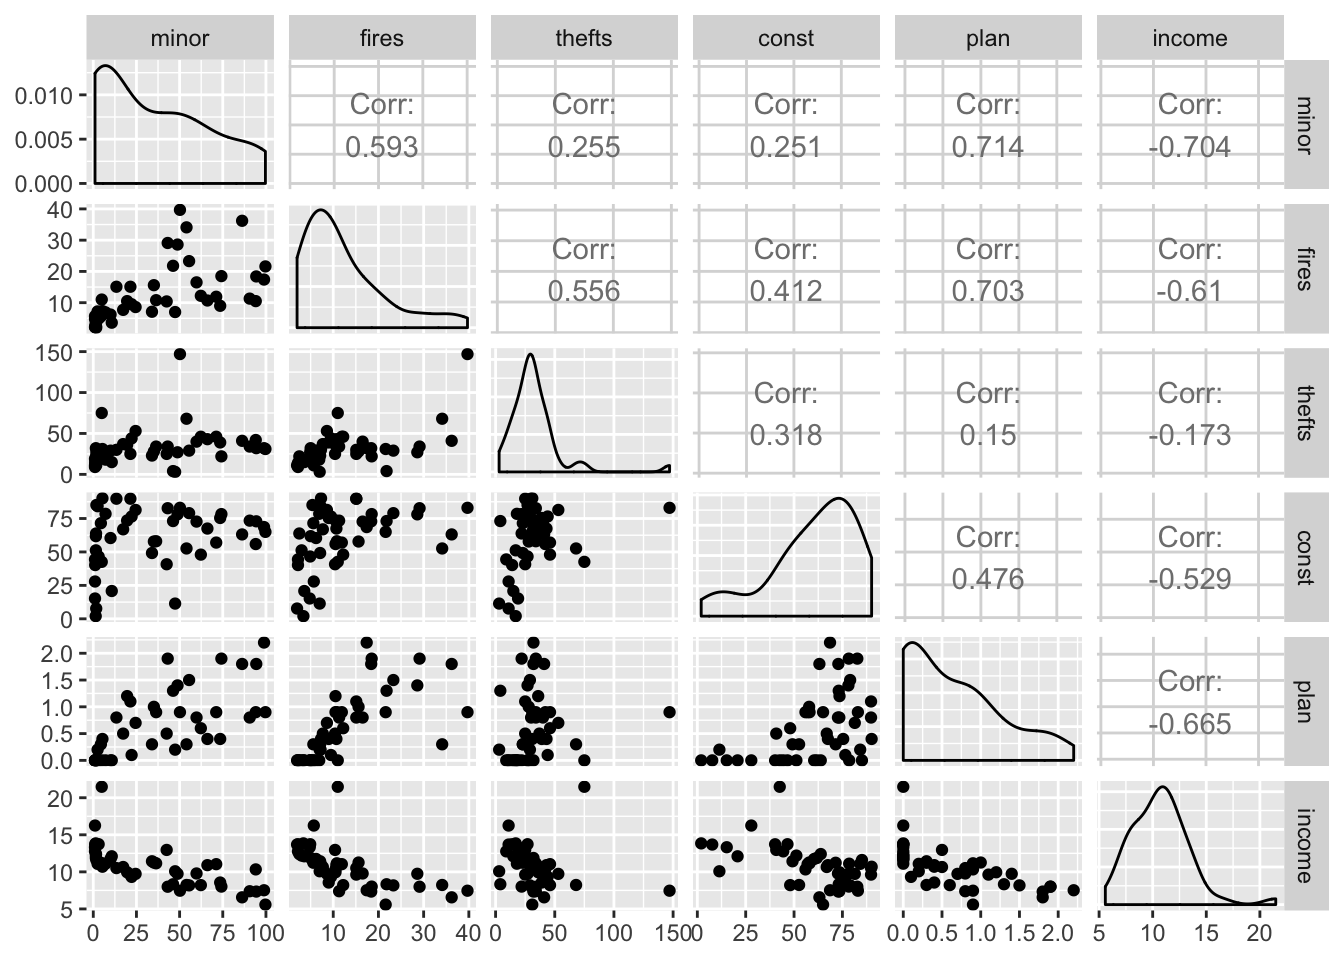 minor fires thefts const plan income
0.010
0.005
0.000
Corr: Corr: Corr: Corr: Corr:
0.593 0.255 0.251 0.714 -0.704
minor
40
30
20
10
Corr: Corr: Corr: Corr:
0.556 0.412 0.703 -0.61
fires
150
100
50
0
Corr: Corr: Corr:
0.318 0.15 -0.173
thefts
75
50
25
0
Corr: Corr:
0.476 -0.529
const
2.0
1.5
1.0
0.5
0.0
Corr:
-0.665
plan
20
15
10
5
income
0 25 50 75 100 10 20 30 40 0 50 100 150 0 25 50 75 0.0 0.5 1.0 1.5 2.0 5 10 15 20